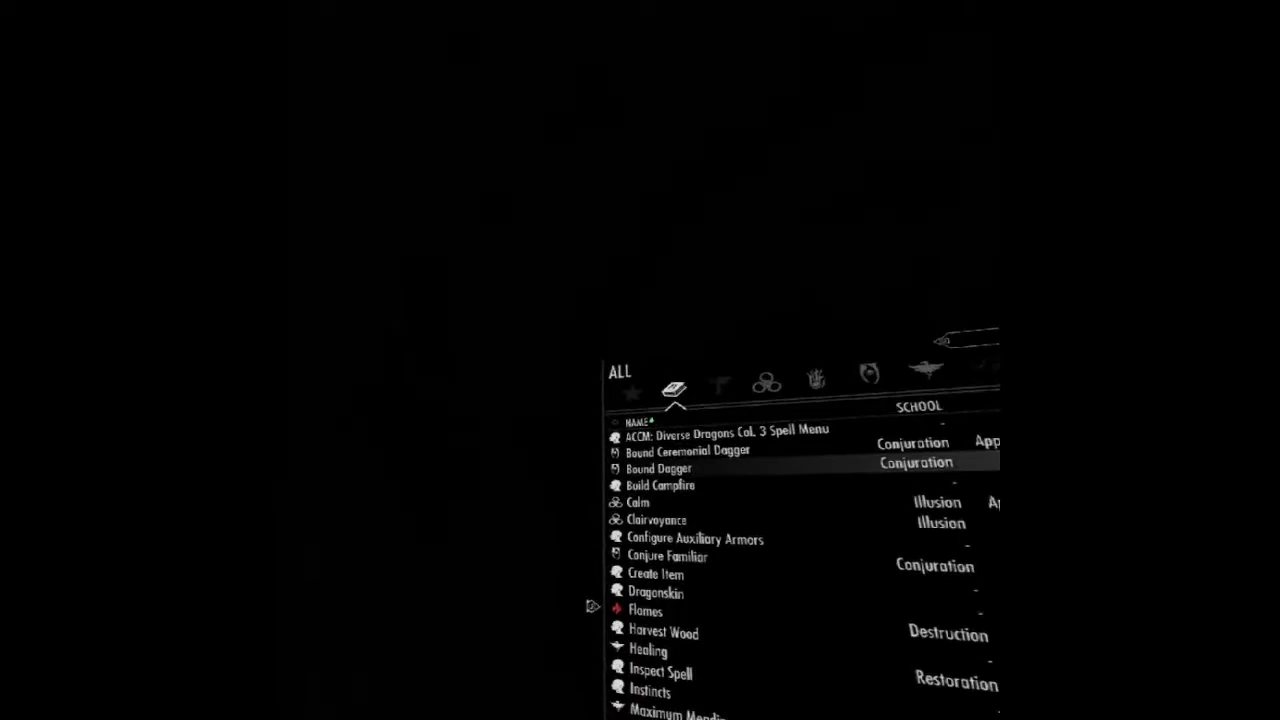 ALL
NAME SCHOOL
ACCM: Diverse Dragons Col. 3 Spell Menu -
Bound Ceremonial Dagger Conjuration App
Bound Dagger Conjuration
Build Campfire -
Calm Illusion
Clairvoyance Illusion
Configure Auxiliary Armors -
Conjure Familiar Conjuration
Create Item -
Dragonskin -
Flames Destruction
Harvest Wood -
Healing Restoration
Inspect Spell
Instincts
Maximum